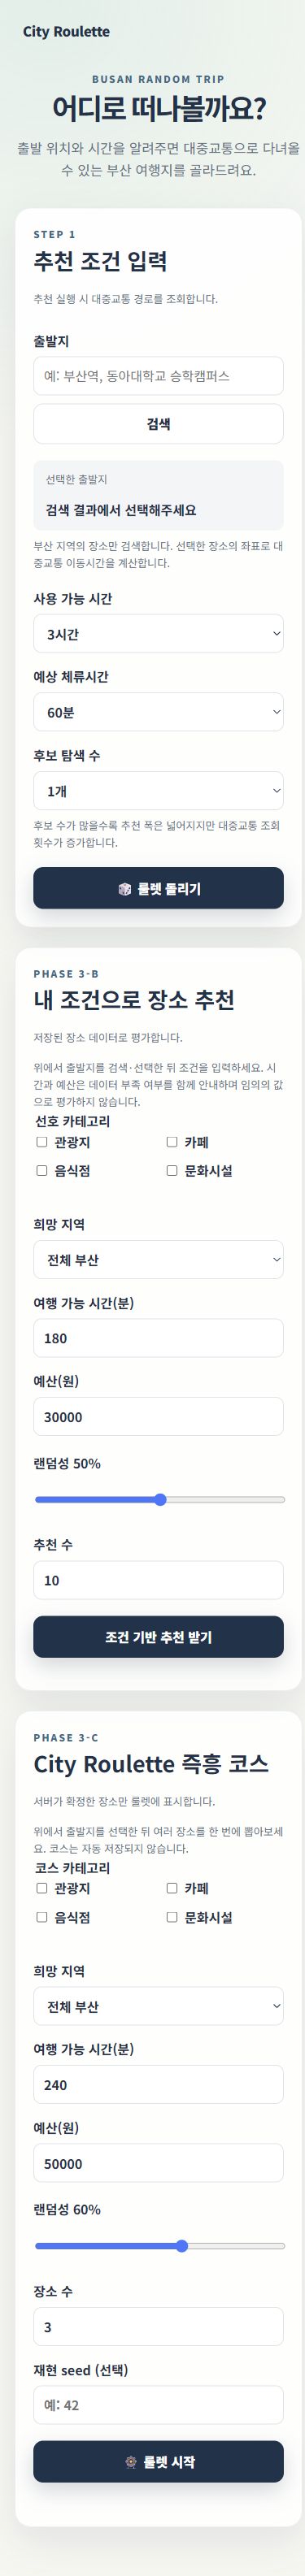 City Roulette
BUSAN RANDOM TRIP
어디로 떠나볼까요?
출발 위치와 시간을 알려주면 대중교통으로 다녀올
수 있는 부산 여행지를 골라드려요.
STEP 1
추천 조건 입력
추천 실행 시 대중교통 경로를 조회합니다.
출발지
예: 부산역, 동아대학교 승학캠퍼스
검색
선택한 출발지
검색 결과에서 선택해주세요
부산 지역의 장소만 검색합니다. 선택한 장소의 좌표로 대
중교통 이동시간을 계산합니다.
사용 가능 시간
3시간
예상 체류시간
60분
후보 탐색 수
1개
후보 수가 많을수록 추천 폭은 넓어지지만 대중교통 조회
횟수가 증가합니다.
🎲 룰렛 돌리기
PHASE 3-B
내 조건으로 장소 추천
저장된 장소 데이터로 평가합니다.
위에서 출발지를 검색·선택한 뒤 조건을 입력하세요. 시
간과 예산은 데이터 부족 여부를 함께 안내하며 임의의 값
으로 평가하지 않습니다.
선호 카테고리
관광지 카페
음식점 문화시설
희망 지역
전체 부산
여행 가능 시간(분)
180
예산(원)
30000
랜덤성 50%
추천 수
10
조건 기반 추천 받기
PHASE 3-C
City Roulette 즉흥 코스
서버가 확정한 장소만 룰렛에 표시합니다.
위에서 출발지를 선택한 뒤 여러 장소를 한 번에 뽑아보세
요. 코스는 자동 저장되지 않습니다.
코스 카테고리
관광지 카페
음식점 문화시설
희망 지역
전체 부산
여행 가능 시간(분)
240
예산(원)
50000
랜덤성 60%
장소 수
3
재현 seed (선택)
예: 42
🎡 룰렛 시작